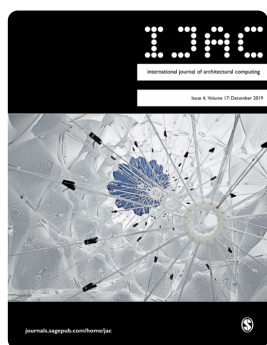 IJAC
international journal of architectural computing
Issue 4, Volume 17: December 2019
journals.sagepub.com/home/jac
S